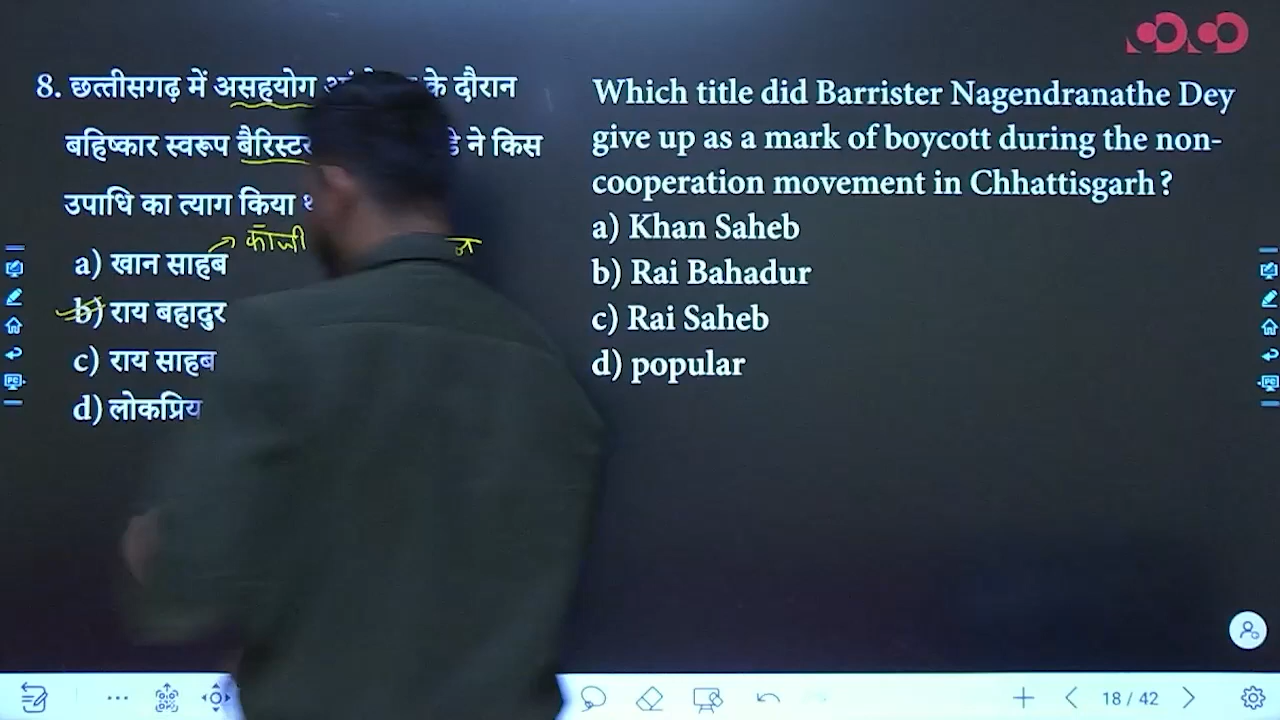 8. छत्तीसगढ़ में असहयोग के दौरान
बहिष्कार स्वरूप बैरिस्टर ने किस
उपाधि का त्याग किया
a) खान साहब
काजी
b) राय बहादुर
c) राय साहब
d) लोकप्रिय
Which title did Barrister Nagendranathe Dey
give up as a mark of boycott during the non-
cooperation movement in Chhattisgarh?
a) Khan Saheb
b) Rai Bahadur
c) Rai Saheb
d) popular
18 / 42